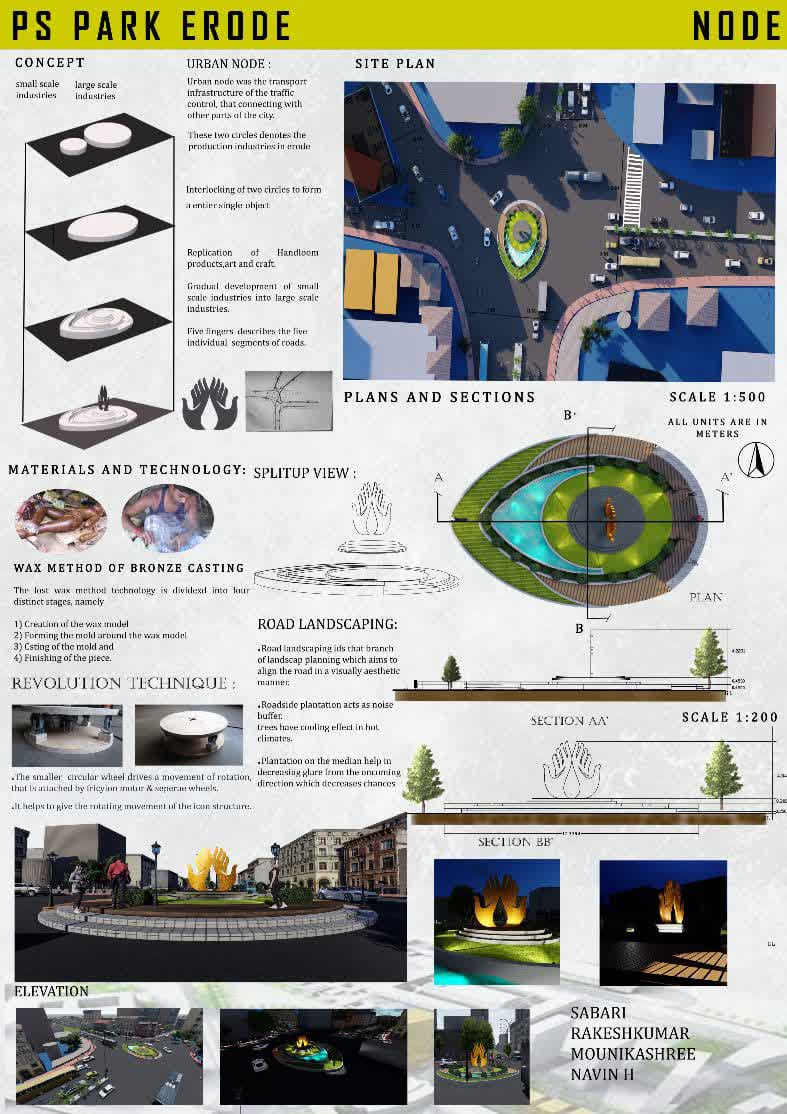 PS PARK ERODE
NODE
CONCEPT
small scale
industries
large scale
industries
URBAN NODE :
Urban node was the transport
infrastructure of the traffic
control, that connecting with
other parts of the city.
These two circles denotes the
production industries in erode
Interlocking of two circles to form
a entier single object
Replication of Handloom
products,art and craft.
Gradual development of small
scale industries into large scale
industries.
Five fingers describes the five
individual segments of roads.
SITE PLAN
PLANS AND SECTIONS
SCALE 1:500
ALL UNITS ARE IN
METERS
B'
A
A'
PLAN
B
MATERIALS AND TECHNOLOGY:
WAX METHOD OF BRONZE CASTING
The lost wax method technology is dividexd into four
distinct stages, namely
1) Creation of the wax model
2) Forming the mold around the wax model
3) Csting of the mold and
4) Finishing of the piece.
SPLITUP VIEW :
REVOLUTION TECHNIQUE :
.The smaller circular wheel drives a movement of rotation,
that is attached by fricyion motor & seperae wheels.
.It helps to give the rotating movement of the icon structure.
ROAD LANDSCAPING:
.Road landscaping ids that branch
of landscap planning which aims to
align the road in a visually aesthetic
manner.
.Roadside plantation acts as noise
buffer.
trees have cooling effect in hot
climates.
.Plantation on the median help in
decreasing glare from the oncoming
direction which decreases chances
SECTION AA'
SCALE 1:200
SECTION BB'
ELEVATION
SABARI
RAKESHKUMAR
MOUNIKASHREE
NAVIN H